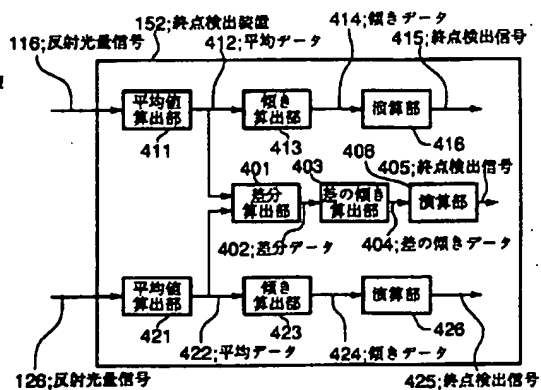 152;終点検出装置
414;傾きデータ
116;反射光量信号
412;平均データ
415;終点検出信号
平均値
算出部
411
傾き
算出部
413
演算部
416
401
403
406
405;終点検出信号
差分
算出部
差の傾き
算出部
演算部
402;差分データ
404;差の傾きデータ
平均値
算出部
421
傾き
算出部
423
演算部
426
422;平均データ
424;傾きデータ
126;反射光量信号
425;終点検出信号